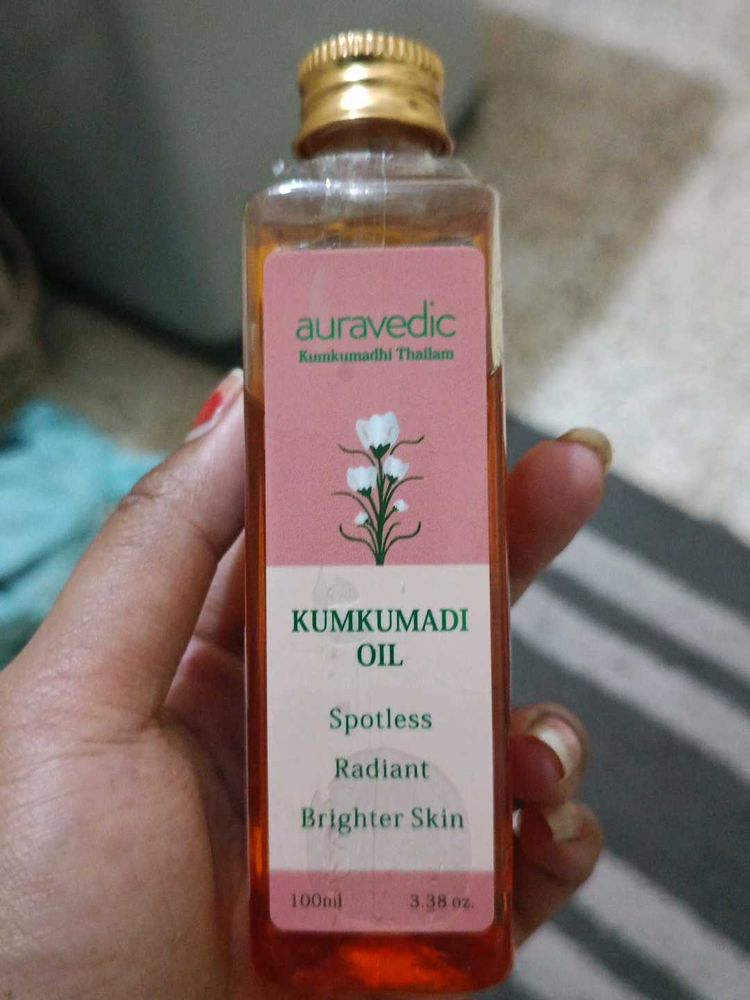 auravedic
Kumkumadhi Thailam
KUMKUMADI
OIL
Spotless
Radiant
Brighter Skin
100ml 3.38 oz.